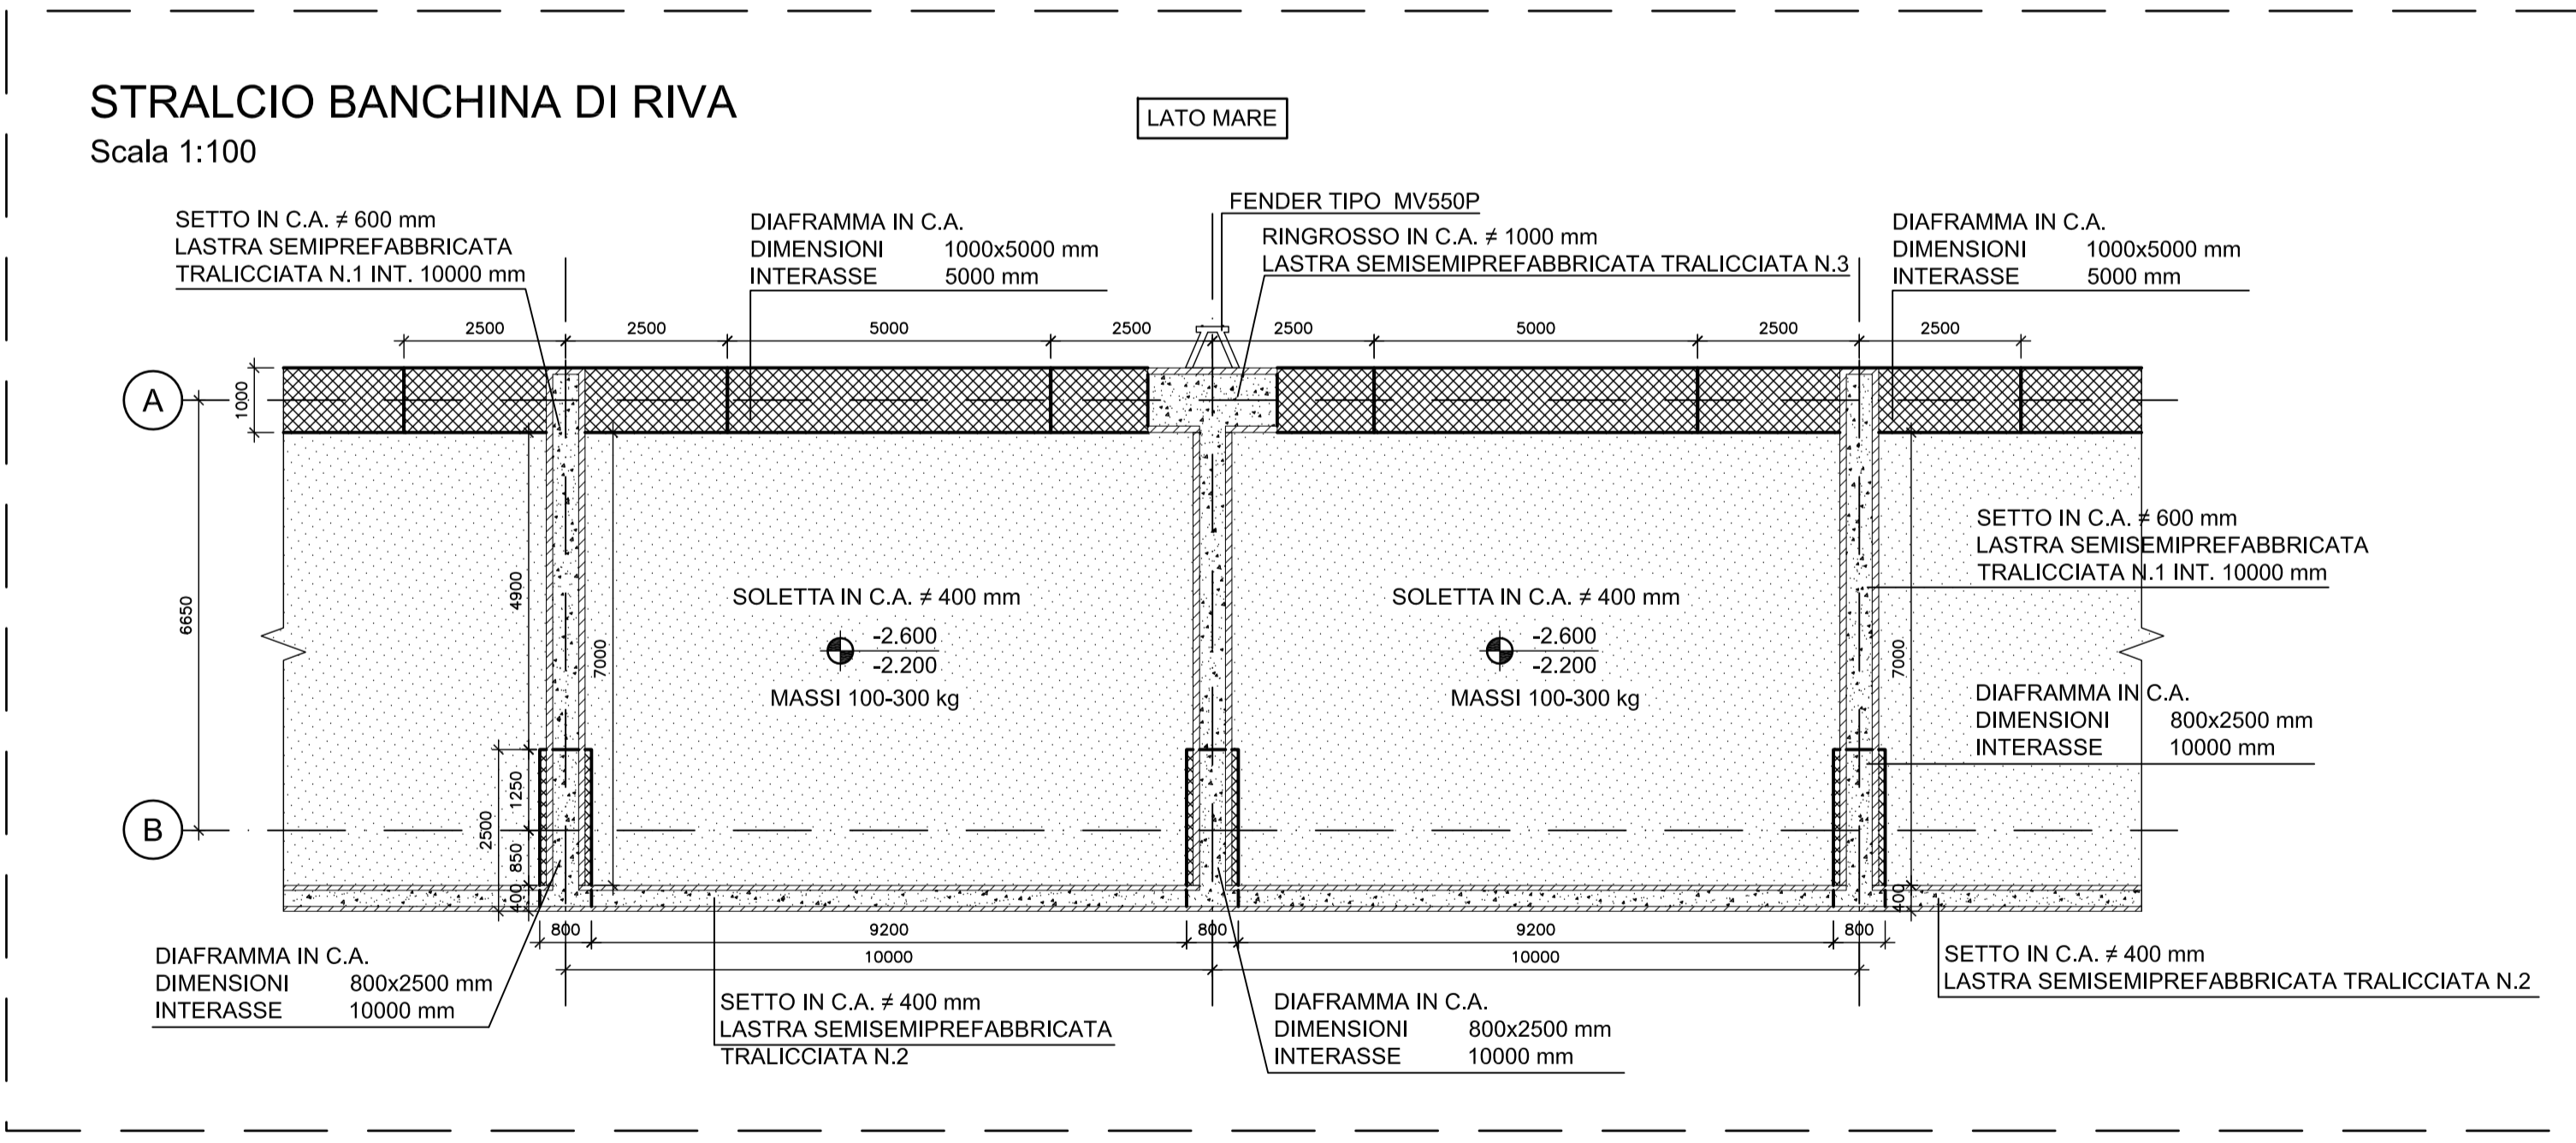 STRALCIO BANCHINA DI RIVA
Scala 1:100
LATO MARE
SETTO IN C.A. ≠ 600 mm
LASTRA SEMIPREFABBRICATA
TRALICCIATA N.1 INT. 10000 mm
DIAFRAMMA IN C.A.
DIMENSIONI 1000x5000 mm
INTERASSE 5000 mm
FENDER TIPO MV550P
RINGROSSO IN C.A. ≠ 1000 mm
LASTRA SEMISEMIPREFABBRICATA TRALICCIATA N.3
DIAFRAMMA IN C.A.
DIMENSIONI 1000x5000 mm
INTERASSE 5000 mm
2500 2500 5000 2500 2500 5000 2500 2500
A
1000
6650
4900
7000
SOLETTA IN C.A. ≠ 400 mm
-2.600
-2.200
MASSI 100-300 kg
SOLETTA IN C.A. ≠ 400 mm
-2.600
-2.200
MASSI 100-300 kg
7000
SETTO IN C.A. ≠ 600 mm
LASTRA SEMISEMIPREFABBRICATA
TRALICCIATA N.1 INT. 10000 mm
DIAFRAMMA IN C.A.
DIMENSIONI 800x2500 mm
INTERASSE 10000 mm
B
2500
1250
850
400
400
800 9200 800 9200 800
10000 10000
DIAFRAMMA IN C.A.
DIMENSIONI 800x2500 mm
INTERASSE 10000 mm
SETTO IN C.A. ≠ 400 mm
LASTRA SEMISEMIPREFABBRICATA
TRALICCIATA N.2
DIAFRAMMA IN C.A.
DIMENSIONI 800x2500 mm
INTERASSE 10000 mm
SETTO IN C.A. ≠ 400 mm
LASTRA SEMISEMIPREFABBRICATA TRALICCIATA N.2